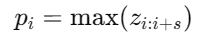 p_i = max(z_{i:i+s})